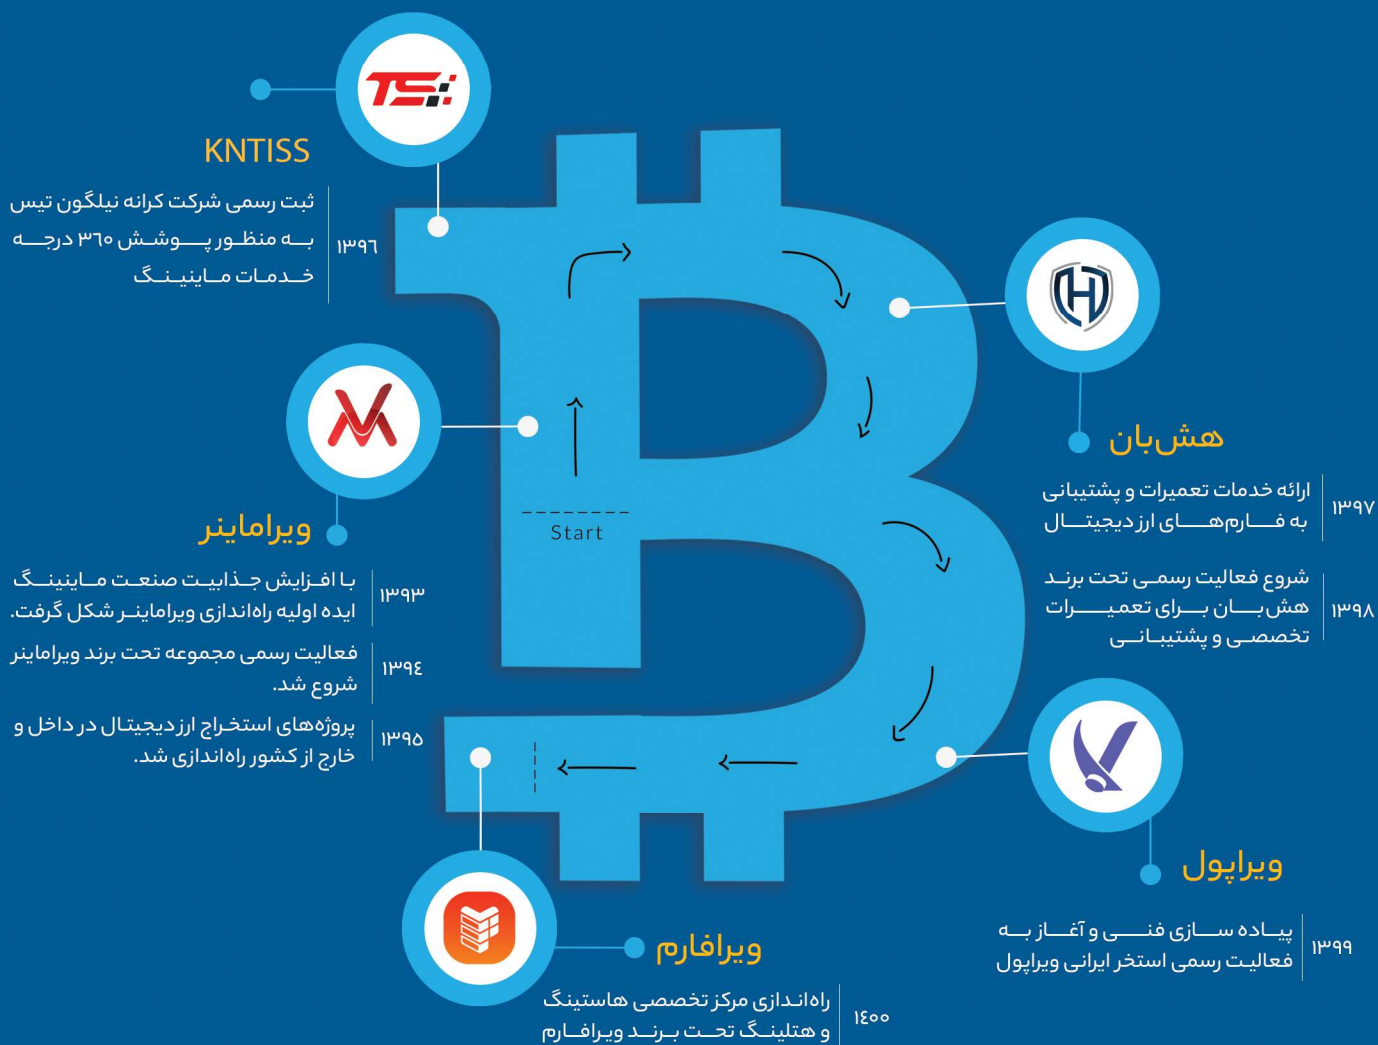 TS
KNTISS
ثبت رسمی شرکت کرانه نیلگون تیس
به منظور پوشش ۳۶۰ درجه
خدمات ماینینگ
۱۳۹۶
ویراماینر
با افزایش جذابیت صنعت ماینینگ
ایده اولیه راه‌اندازی ویراماینر شکل گرفت.
۱۳۹۳
فعالیت رسمی مجموعه تحت برند ویراماینر
شروع شد.
۱۳۹۴
پروژه‌های استخراج ارز دیجیتال در داخل و
خارج از کشور راه‌اندازی شد.
۱۳۹۵
Start
هش‌بان
ارائه خدمات تعمیرات و پشتیبانی
به فارم‌های ارز دیجیتال
۱۳۹۷
شروع فعالیت رسمی تحت برند
هش‌بان برای تعمیرات
تخصصی و پشتیبانی
۱۳۹۸
ویراپول
پیاده سازی فنی و آغاز به
فعالیت رسمی استخر ایرانی ویراپول
۱۳۹۹
ویرافارم
راه‌اندازی مرکز تخصصی هاستینگ
و هتلینگ تحت برند ویرافارم
۱۴۰۰